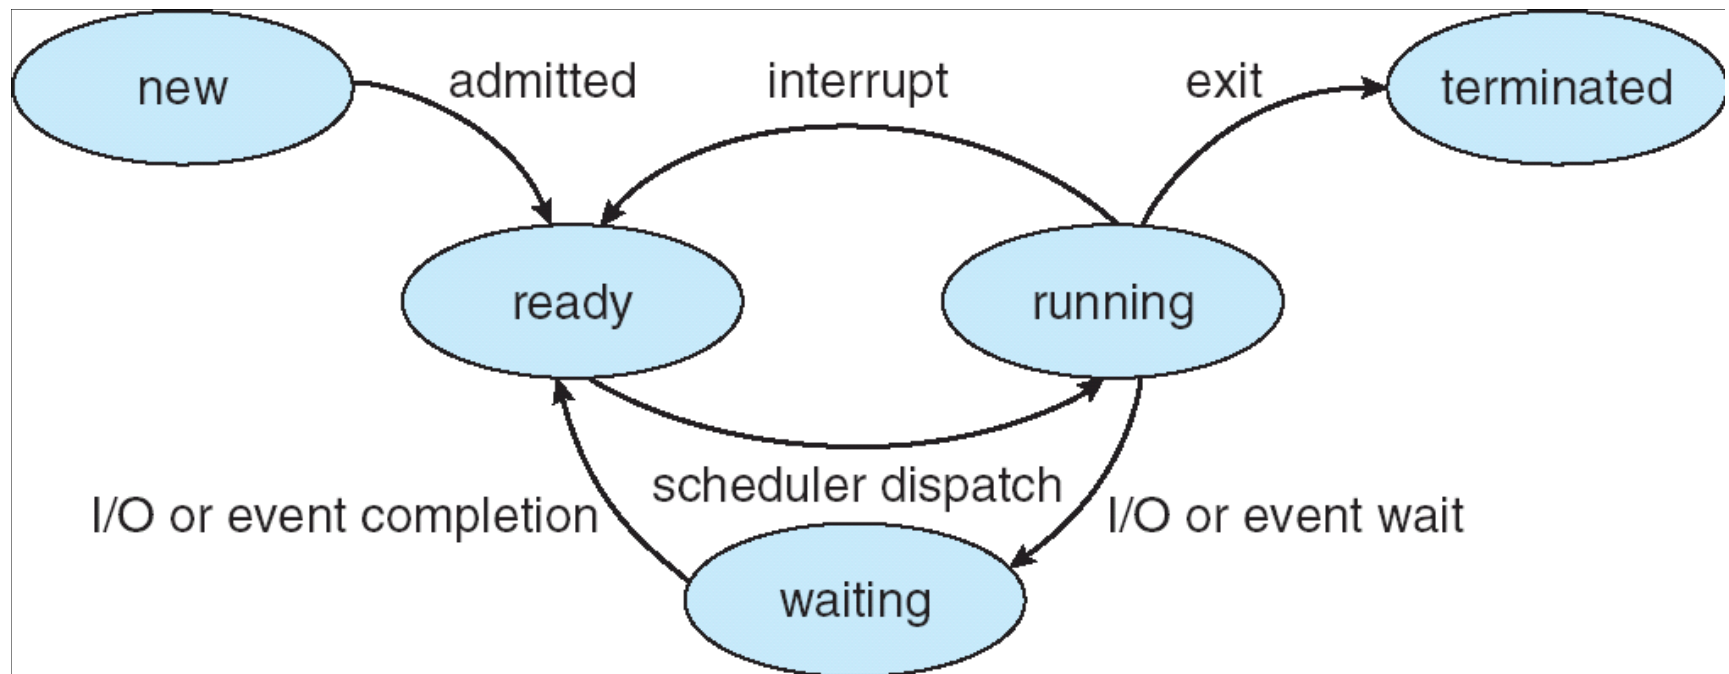 new
admitted
interrupt
exit
terminated
ready
running
scheduler dispatch
I/O or event completion
I/O or event wait
waiting